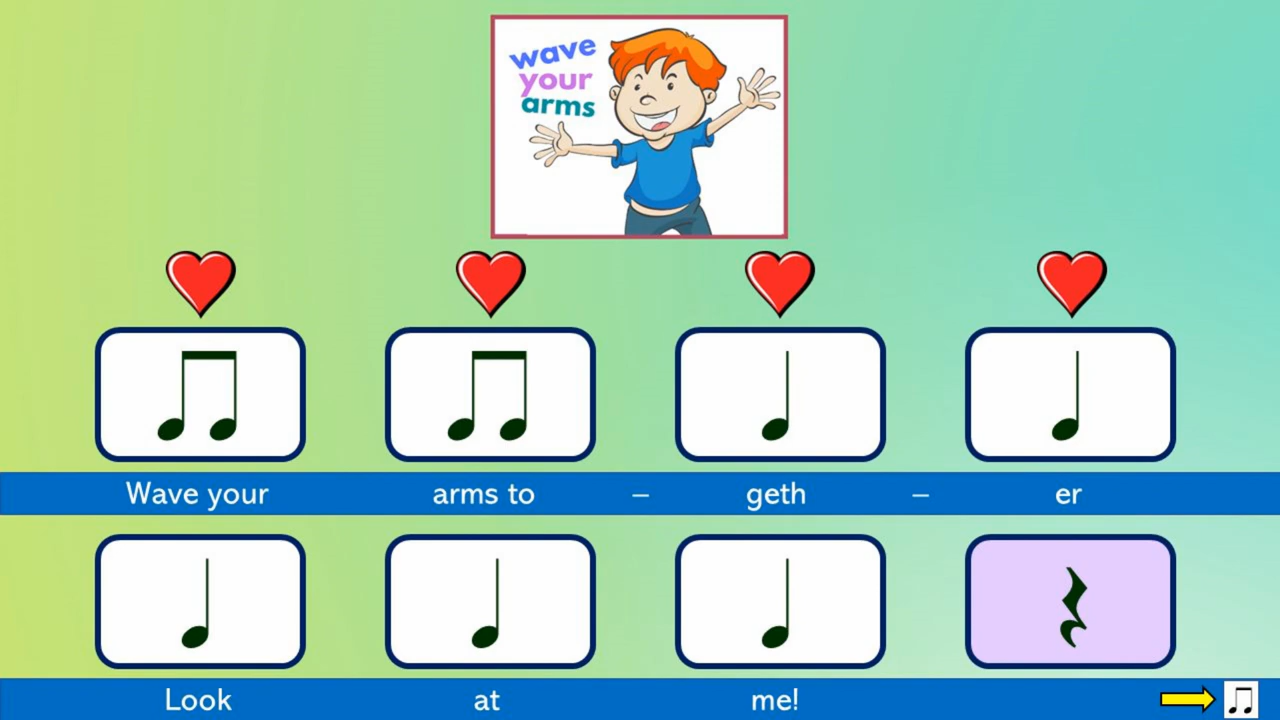 wave
your
arms
Wave your arms to – geth – er
Look at me!